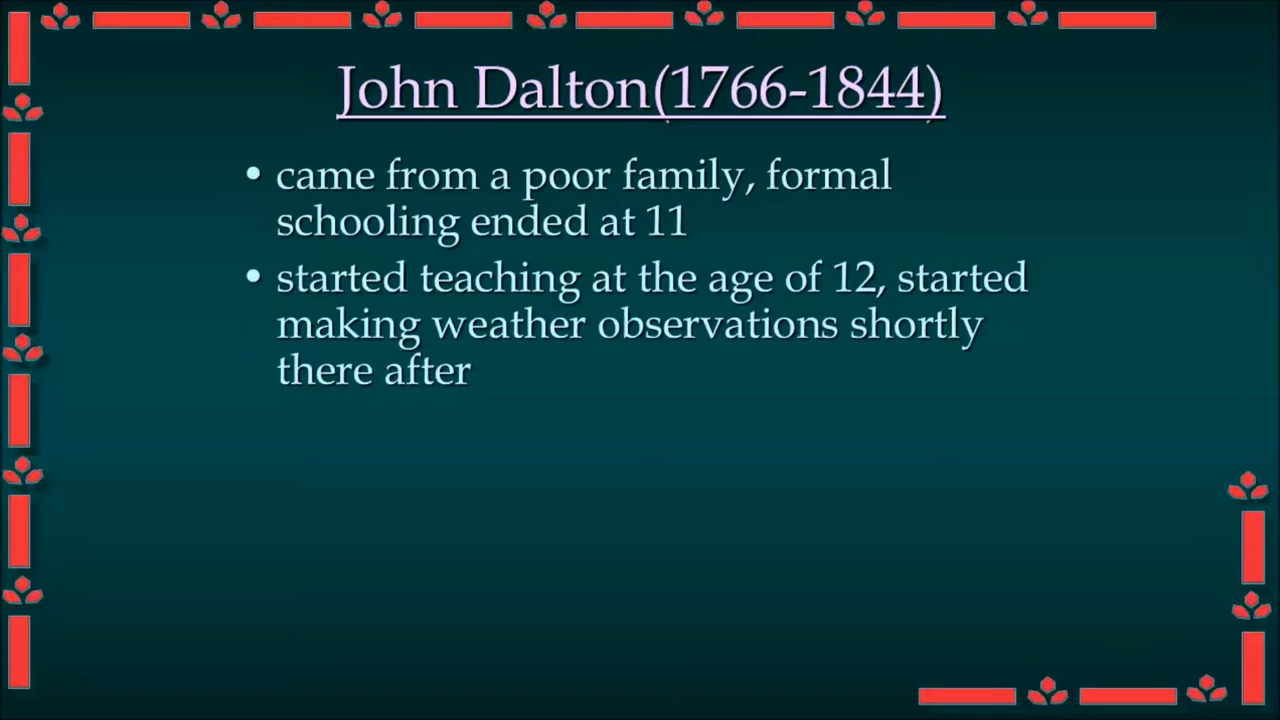 John Dalton(1766-1844)
• came from a poor family, formal
schooling ended at 11
• started teaching at the age of 12, started
making weather observations shortly
there after